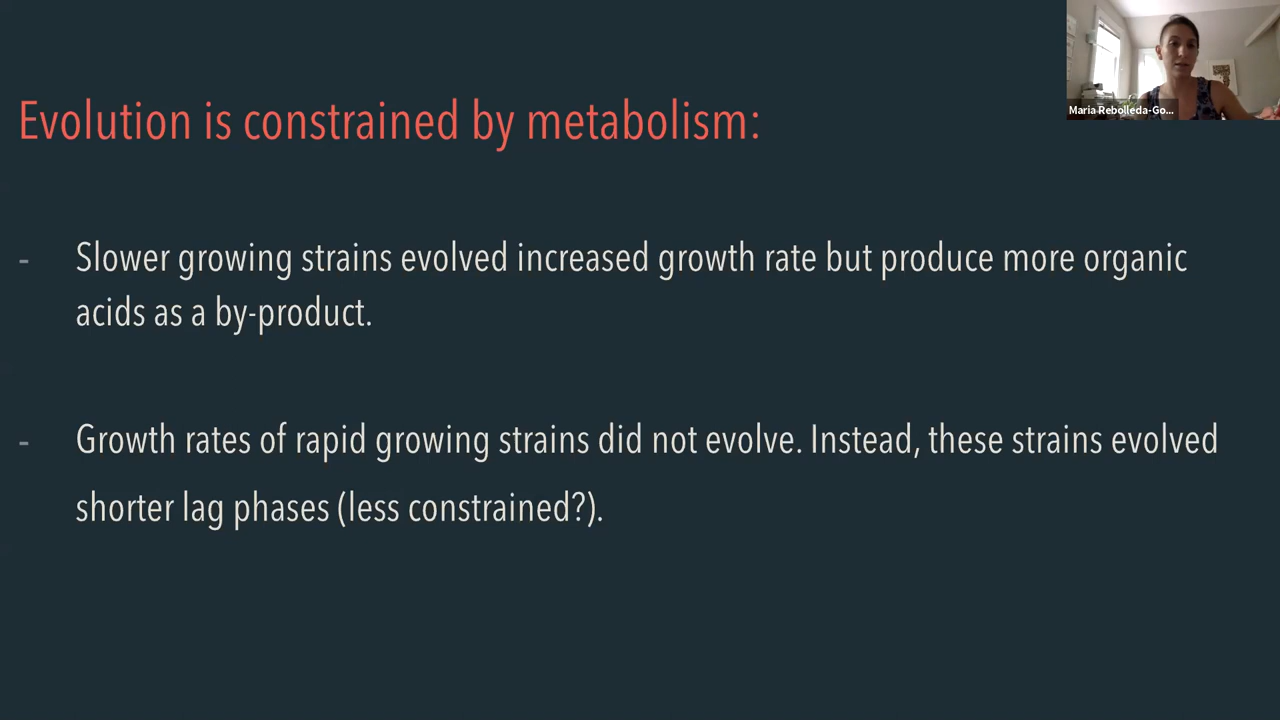 Maria Rebolleda-Go...
Evolution is constrained by metabolism:
- Slower growing strains evolved increased growth rate but produce more organic
acids as a by-product.
- Growth rates of rapid growing strains did not evolve. Instead, these strains evolved
shorter lag phases (less constrained?).